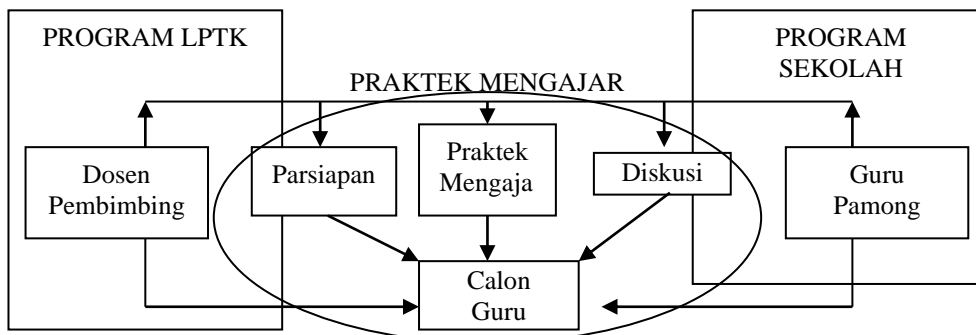 PROGRAM LPTK
PROGRAM
SEKOLAH
PRAKTEK MENGAJAR
Dosen
Pembimbing
Parsiapan
Praktek
Mengaja
Diskusi
Guru
Pamong
Calon
Guru